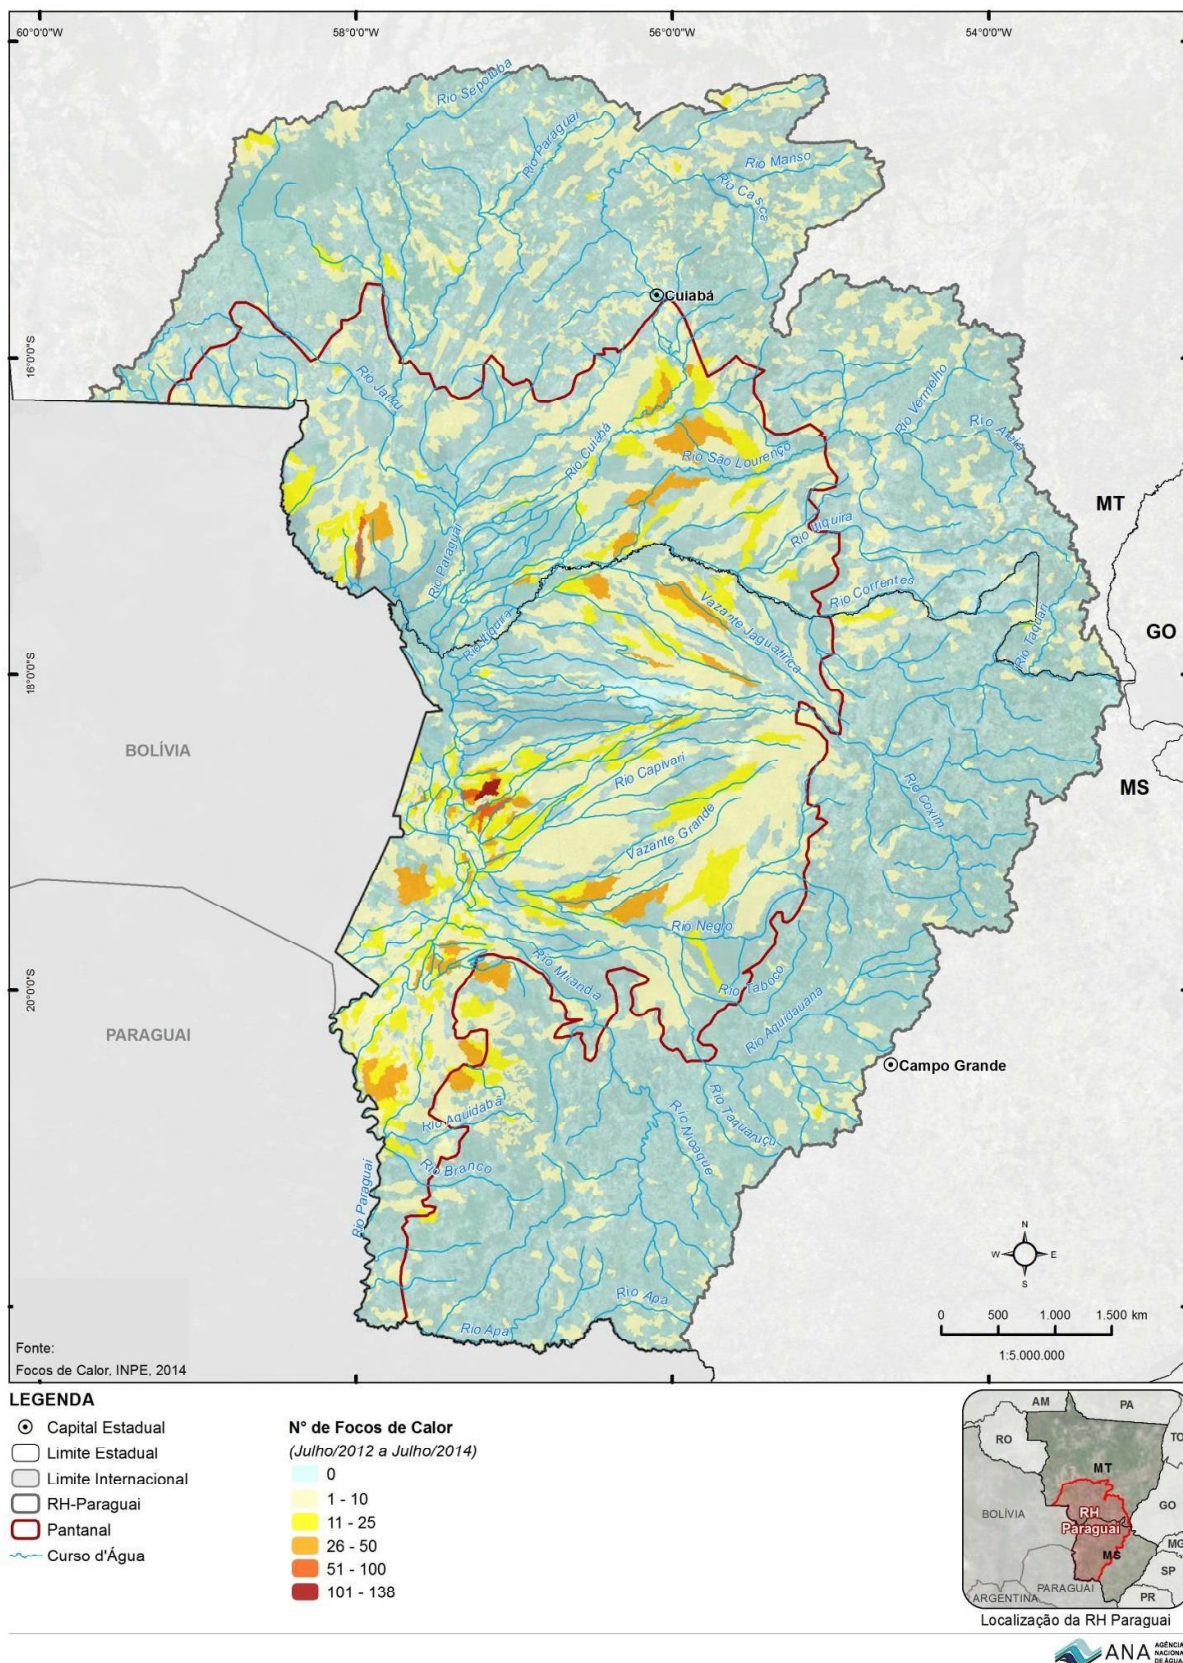 60°0'0"W
58°0'0"W
56°0'0"W
54°0'0"W
Rio Sepotuba
Rio Paraguai
Rio Manso
Rio Casca
Cuiabá
16°0'0"S
Rio Jauru
Rio Vermelho
Rio Cuiabá
Rio São Lourenço
MT
Rio Paraguai
Rio Itiquira
Rio Correntes
Vazante Jaguatirica
Rio Itiquira
Rio Taquari
GO
18°0'0"S
BOLÍVIA
Rio Capivari
MS
Rio Coxim
Vazante Grande
Rio Negro
Rio Miranda
Rio Taboco
20°0'0"S
PARAGUAI
Rio Aquidauana
Campo Grande
Rio Aquidabã
Rio Taquaruçu
Rio Nioaque
Rio Branco
Rio Paraguai
N
W
E
S
Rio Apa
Rio Apa
0 500 1.000 1.500 km
1:5.000.000
Fonte:
Focos de Calor, INPE, 2014
LEGENDA
Capital Estadual
Limite Estadual
Limite Internacional
RH-Paraguai
Pantanal
Curso d'Água
N° de Focos de Calor
(Julho/2012 a Julho/2014)
0
1 - 10
11 - 25
26 - 50
51 - 100
101 - 138
AM
PA
RO
TO
MT
GO
BOLÍVIA
RH
Paraguai
MG
MS
SP
PARAGUAI
ARGENTINA
PR
Localização da RH Paraguai
ANA
AGÊNCIA
NACIONAL
DE ÁGUAS